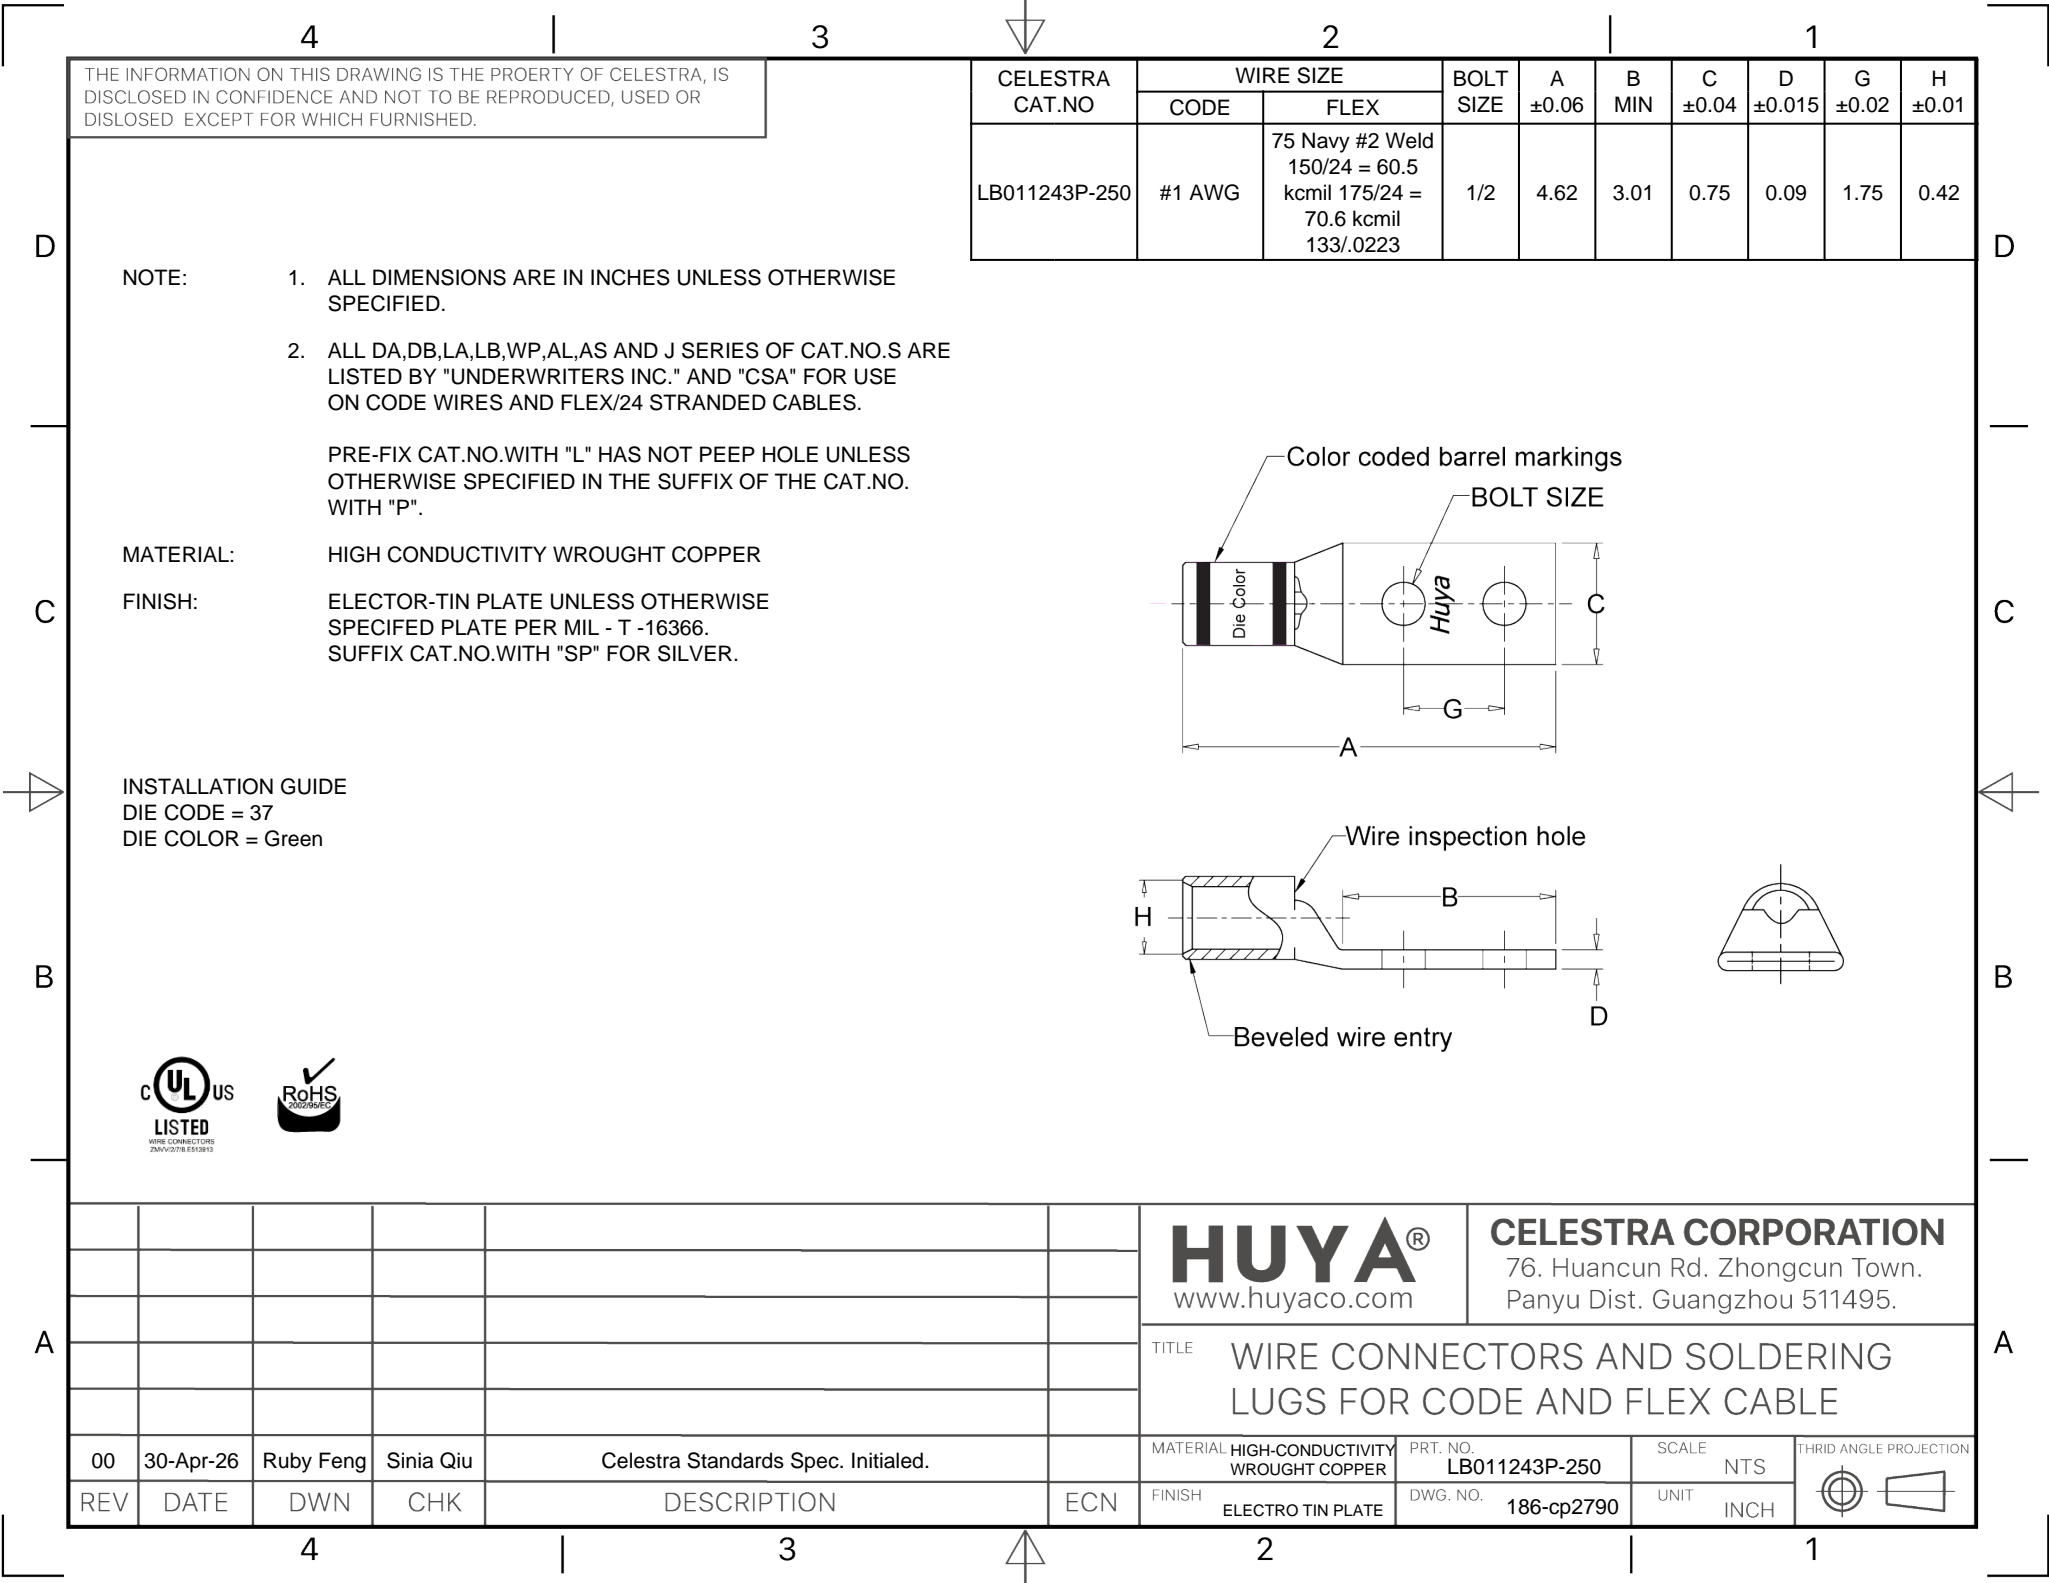 4 3 2 1
THE INFORMATION ON THIS DRAWING IS THE PROERTY OF CELESTRA, IS
DISCLOSED IN CONFIDENCE AND NOT TO BE REPRODUCED, USED OR
DISLOSED EXCEPT FOR WHICH FURNISHED.
CELESTRA CAT.NO
WIRE SIZE
CODE FLEX
BOLT SIZE
A ±0.06
B MIN
C ±0.04
D ±0.015
G ±0.02
H ±0.01
LB011243P-250
#1 AWG
75 Navy #2 Weld
150/24 = 60.5
kcmil 175/24 =
70.6 kcmil
133/.0223
1/2 4.62 3.01 0.75 0.09 1.75 0.42
D D
NOTE: 1. ALL DIMENSIONS ARE IN INCHES UNLESS OTHERWISE
SPECIFIED.
2. ALL DA,DB,LA,LB,WP,AL,AS AND J SERIES OF CAT.NO.S ARE
LISTED BY "UNDERWRITERS INC." AND "CSA" FOR USE
ON CODE WIRES AND FLEX/24 STRANDED CABLES.
PRE-FIX CAT.NO.WITH "L" HAS NOT PEEP HOLE UNLESS
OTHERWISE SPECIFIED IN THE SUFFIX OF THE CAT.NO.
WITH "P".
MATERIAL: HIGH CONDUCTIVITY WROUGHT COPPER
FINISH: ELECTOR-TIN PLATE UNLESS OTHERWISE
SPECIFED PLATE PER MIL - T -16366.
SUFFIX CAT.NO.WITH "SP" FOR SILVER.
C C
Color coded barrel markings
BOLT SIZE
Die Color
Huya
C
G
A
INSTALLATION GUIDE
DIE CODE = 37
DIE COLOR = Green
Wire inspection hole
H
B
D
Beveled wire entry
B B
C UL US
LISTED
WIRE CONNECTORS
RoHS
2002/95/EC
A A
HUYA®
www.huyaco.com
CELESTRA CORPORATION
76. Huancun Rd. Zhongcun Town.
Panyu Dist. Guangzhou 511495.
TITLE
WIRE CONNECTORS AND SOLDERING
LUGS FOR CODE AND FLEX CABLE
00 30-Apr-26 Ruby Feng Sinia Qiu Celestra Standards Spec. Initialed.
REV DATE DWN CHK DESCRIPTION ECN
MATERIAL HIGH-CONDUCTIVITY
WROUGHT COPPER
PRT. NO.
LB011243P-250
SCALE
NTS
THRID ANGLE PROJECTION
FINISH
ELECTRO TIN PLATE
DWG. NO.
186-cp2790
UNIT
INCH
4 3 2 1